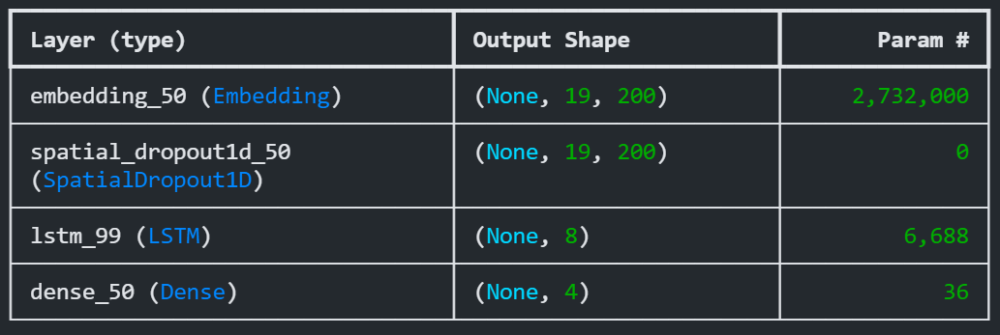 Layer (type) Output Shape Param #
embedding_50 (Embedding) (None, 19, 200) 2,732,000
spatial_dropout1d_50 (None, 19, 200) 0
(SpatialDropout1D)
lstm_99 (LSTM) (None, 8) 6,688
dense_50 (Dense) (None, 4) 36